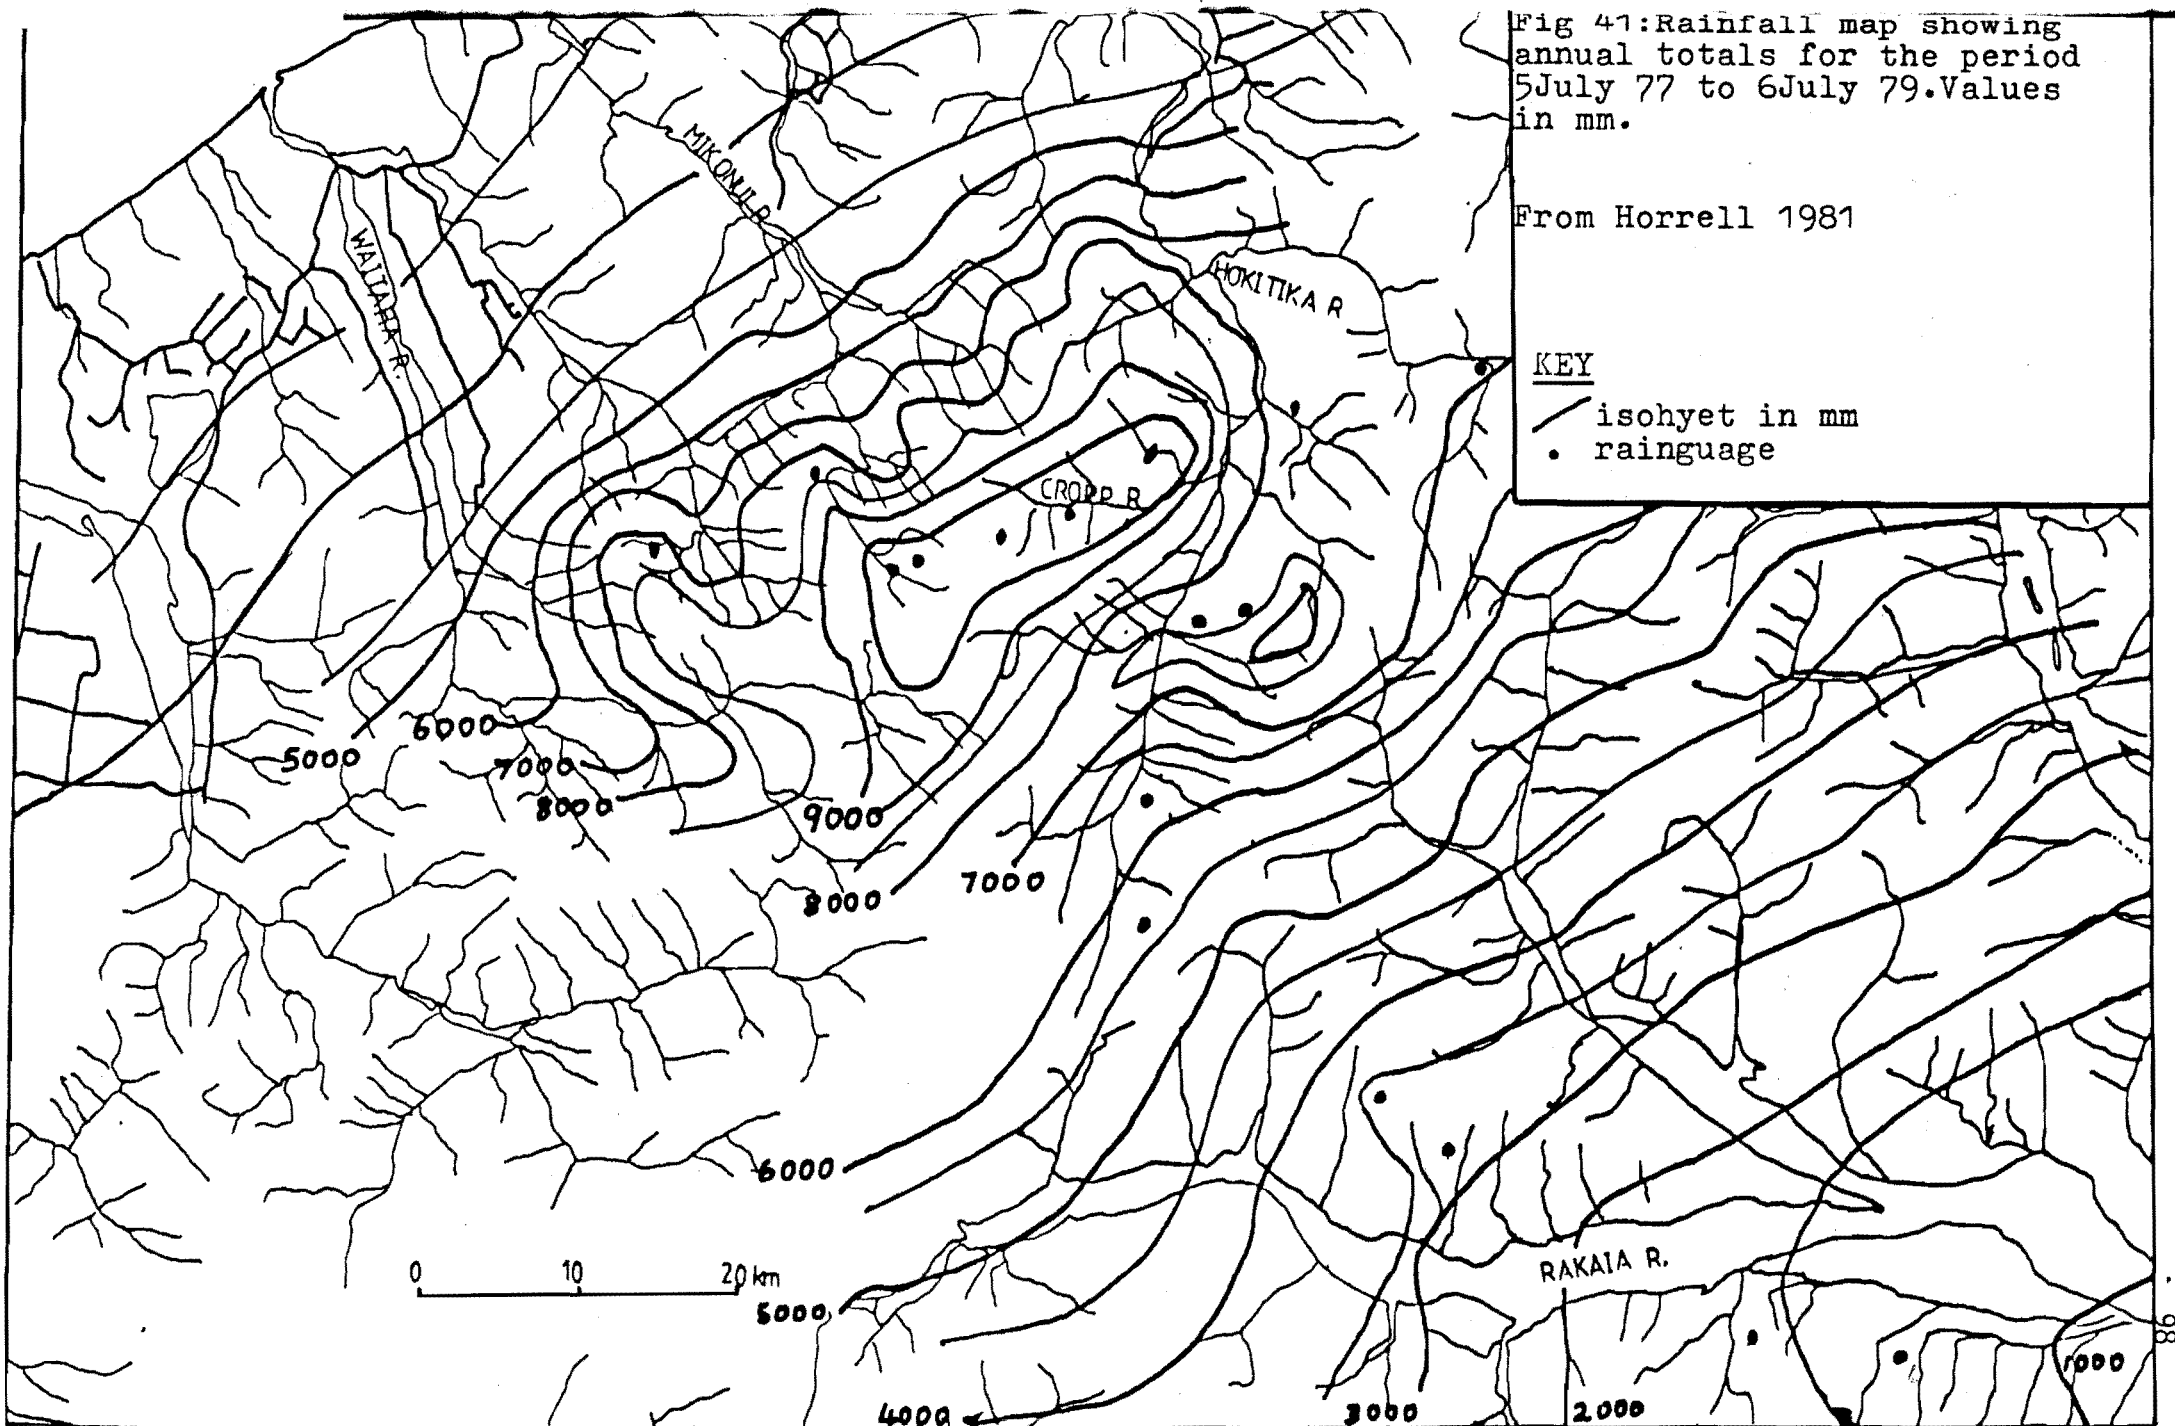 Fig 41:Rainfall map showing
annual totals for the period
5July 77 to 6July 79.Values
in mm.
From Horrell 1981
KEY
isohyet in mm
rainguage
MIKONUI R
WAITAHA R.
HOKITIKA R
CROPP R
5000
6000
7000
8000
9000
8000
7000
6000
0 10 20 km
5000
4000
RAKAIA R.
3000
2000
1000
98